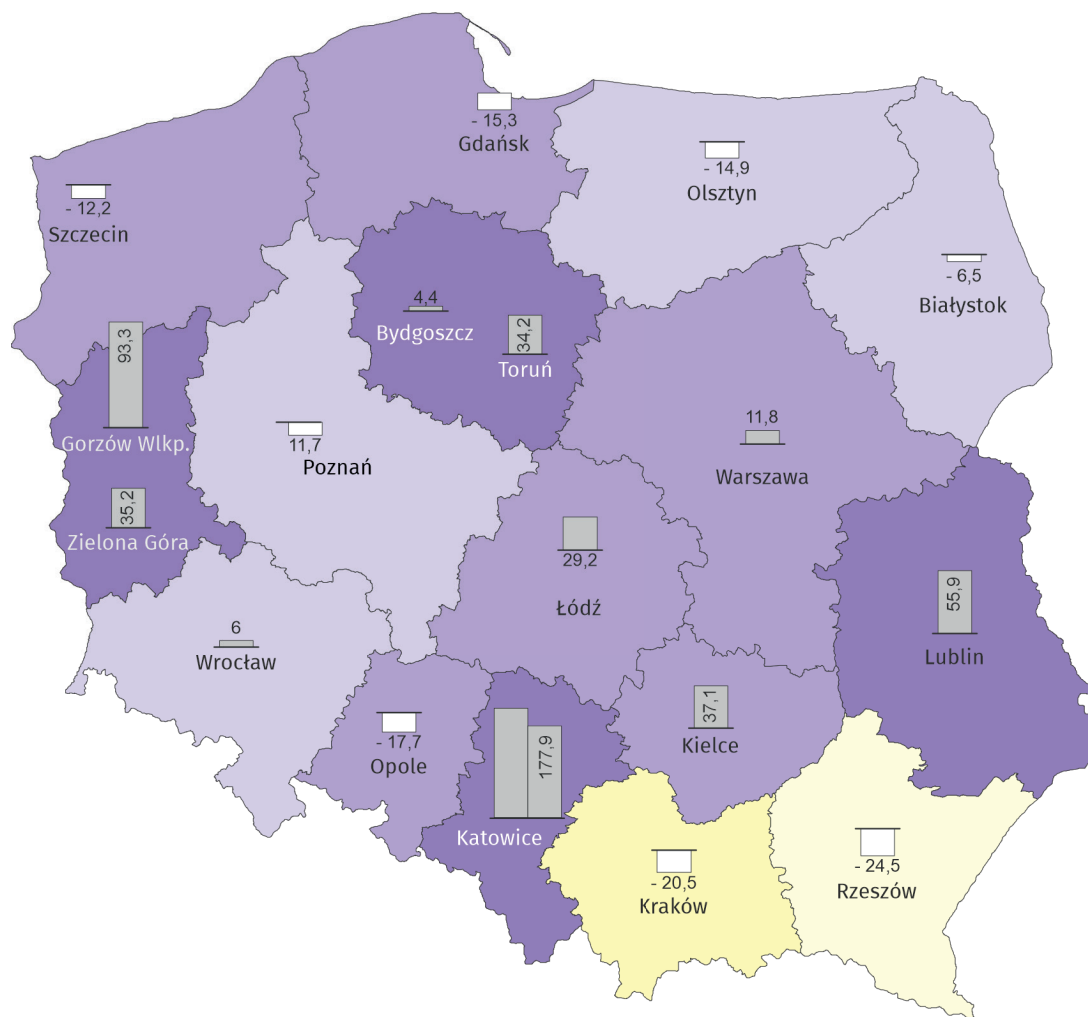 - 15,3
Gdańsk
- 14,9
Olsztyn
- 12,2
Szczecin
- 6,5
Białystok
4,4
Bydgoszcz
34,2
Toruń
93,3
Gorzów Wlkp.
11,7
Poznań
11,8
Warszawa
35,2
Zielona Góra
29,2
Łódź
55,9
Lublin
6
Wrocław
37,1
Kielce
- 17,7
Opole
177,9
Katowice
- 20,5
Kraków
- 24,5
Rzeszów